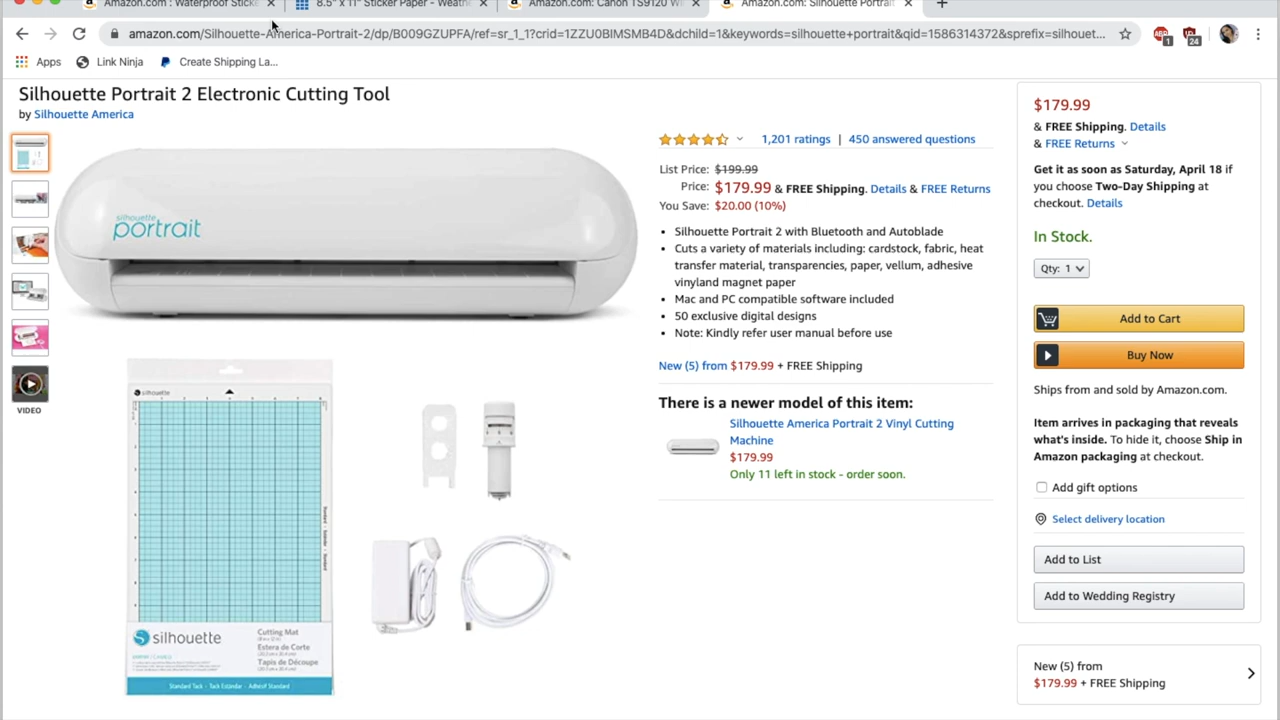 Amazon.com : Waterproof Sticke
8.5" x 11" Sticker Paper - Weath
Amazon.com: Canon TS9120 Wi
Amazon.com: Silhouette Portrait
amazon.com/Silhouette-America-Portrait-2/dp/B009GZUPFA/ref=sr_1_1?crid=1ZZU0BIMSMB4D&dchild=1&keywords=silhouette+portrait&qid=1586314372&sprefix=silhouet...
1
24
Apps
Link Ninja
Create Shipping La...
Silhouette Portrait 2 Electronic Cutting Tool
by Silhouette America
silhouette
portrait
silhouette
silhouette
Cutting Mat
Estera de Corte
Tapis de Découpe
Standard Tack - Tack Estándar - Adhésif Standard
VIDEO
1,201 ratings | 450 answered questions
List Price: $199.99
Price: $179.99 & FREE Shipping. Details & FREE Returns
You Save: $20.00 (10%)
• Silhouette Portrait 2 with Bluetooth and Autoblade
• Cuts a variety of materials including: cardstock, fabric, heat
transfer material, transparencies, paper, vellum, adhesive
vinyland magnet paper
• Mac and PC compatible software included
• 50 exclusive digital designs
• Note: Kindly refer user manual before use
New (5) from $179.99 + FREE Shipping
There is a newer model of this item:
Silhouette America Portrait 2 Vinyl Cutting
Machine
$179.99
Only 11 left in stock - order soon.
$179.99
& FREE Shipping. Details
& FREE Returns
Get it as soon as Saturday, April 18 if
you choose Two-Day Shipping at
checkout. Details
In Stock.
Qty: 1
Add to Cart
Buy Now
Ships from and sold by Amazon.com.
Item arrives in packaging that reveals
what's inside. To hide it, choose Ship in
Amazon packaging at checkout.
Add gift options
Select delivery location
Add to List
Add to Wedding Registry
New (5) from
$179.99 + FREE Shipping